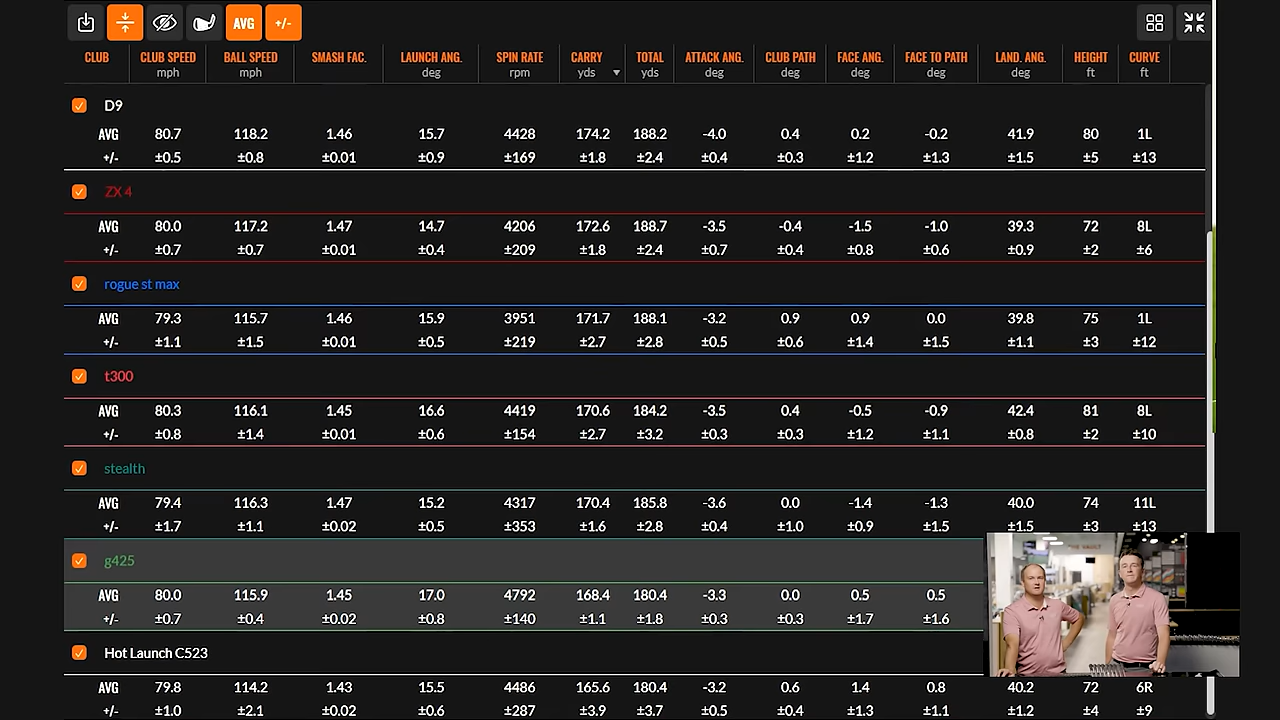 AVG +/-
CLUB CLUB SPEED BALL SPEED SMASH FAC. LAUNCH ANG. SPIN RATE CARRY TOTAL ATTACK ANG. CLUB PATH FACE ANG. FACE TO PATH LAND. ANG. HEIGHT CURVE
mph mph deg rpm yds yds deg deg deg deg deg ft ft
D9
AVG 80.7 118.2 1.46 15.7 4428 174.2 188.2 -4.0 0.4 0.2 -0.2 41.9 80 1L
+/- ±0.5 ±0.8 ±0.01 ±0.9 ±169 ±1.8 ±2.4 ±0.4 ±0.3 ±1.2 ±1.3 ±1.5 ±5 ±13
ZX 4
AVG 80.0 117.2 1.47 14.7 4206 172.6 188.7 -3.5 -0.4 -1.5 -1.0 39.3 72 8L
+/- ±0.7 ±0.7 ±0.01 ±0.4 ±209 ±1.8 ±2.4 ±0.7 ±0.4 ±0.8 ±0.6 ±0.9 ±2 ±6
rogue st max
AVG 79.3 115.7 1.46 15.9 3951 171.7 188.1 -3.2 0.9 0.9 0.0 39.8 75 1L
+/- ±1.1 ±1.5 ±0.01 ±0.5 ±219 ±2.7 ±2.8 ±0.5 ±0.6 ±1.4 ±1.5 ±1.1 ±3 ±12
t300
AVG 80.3 116.1 1.45 16.6 4419 170.6 184.2 -3.5 0.4 -0.5 -0.9 42.4 81 8L
+/- ±0.8 ±1.4 ±0.01 ±0.6 ±154 ±2.7 ±3.2 ±0.3 ±0.3 ±1.2 ±1.1 ±0.8 ±2 ±10
stealth
AVG 79.4 116.3 1.47 15.2 4317 170.4 185.8 -3.6 0.0 -1.4 -1.3 40.0 74 11L
+/- ±1.7 ±1.1 ±0.02 ±0.5 ±353 ±1.6 ±2.8 ±0.4 ±1.0 ±0.9 ±1.5 ±1.5 ±3 ±13
g425
AVG 80.0 115.9 1.45 17.0 4792 168.4 180.4 -3.3 0.0 0.5 0.5
+/- ±0.7 ±0.4 ±0.02 ±0.8 ±140 ±1.1 ±1.8 ±0.3 ±0.3 ±1.7 ±1.6
Hot Launch C523
AVG 79.8 114.2 1.43 15.5 4486 165.6 180.4 -3.2 0.6 1.4 0.8 40.2 72 6R
+/- ±1.0 ±2.1 ±0.02 ±0.6 ±287 ±3.9 ±3.7 ±0.5 ±0.4 ±1.3 ±1.1 ±1.2 ±4 ±9